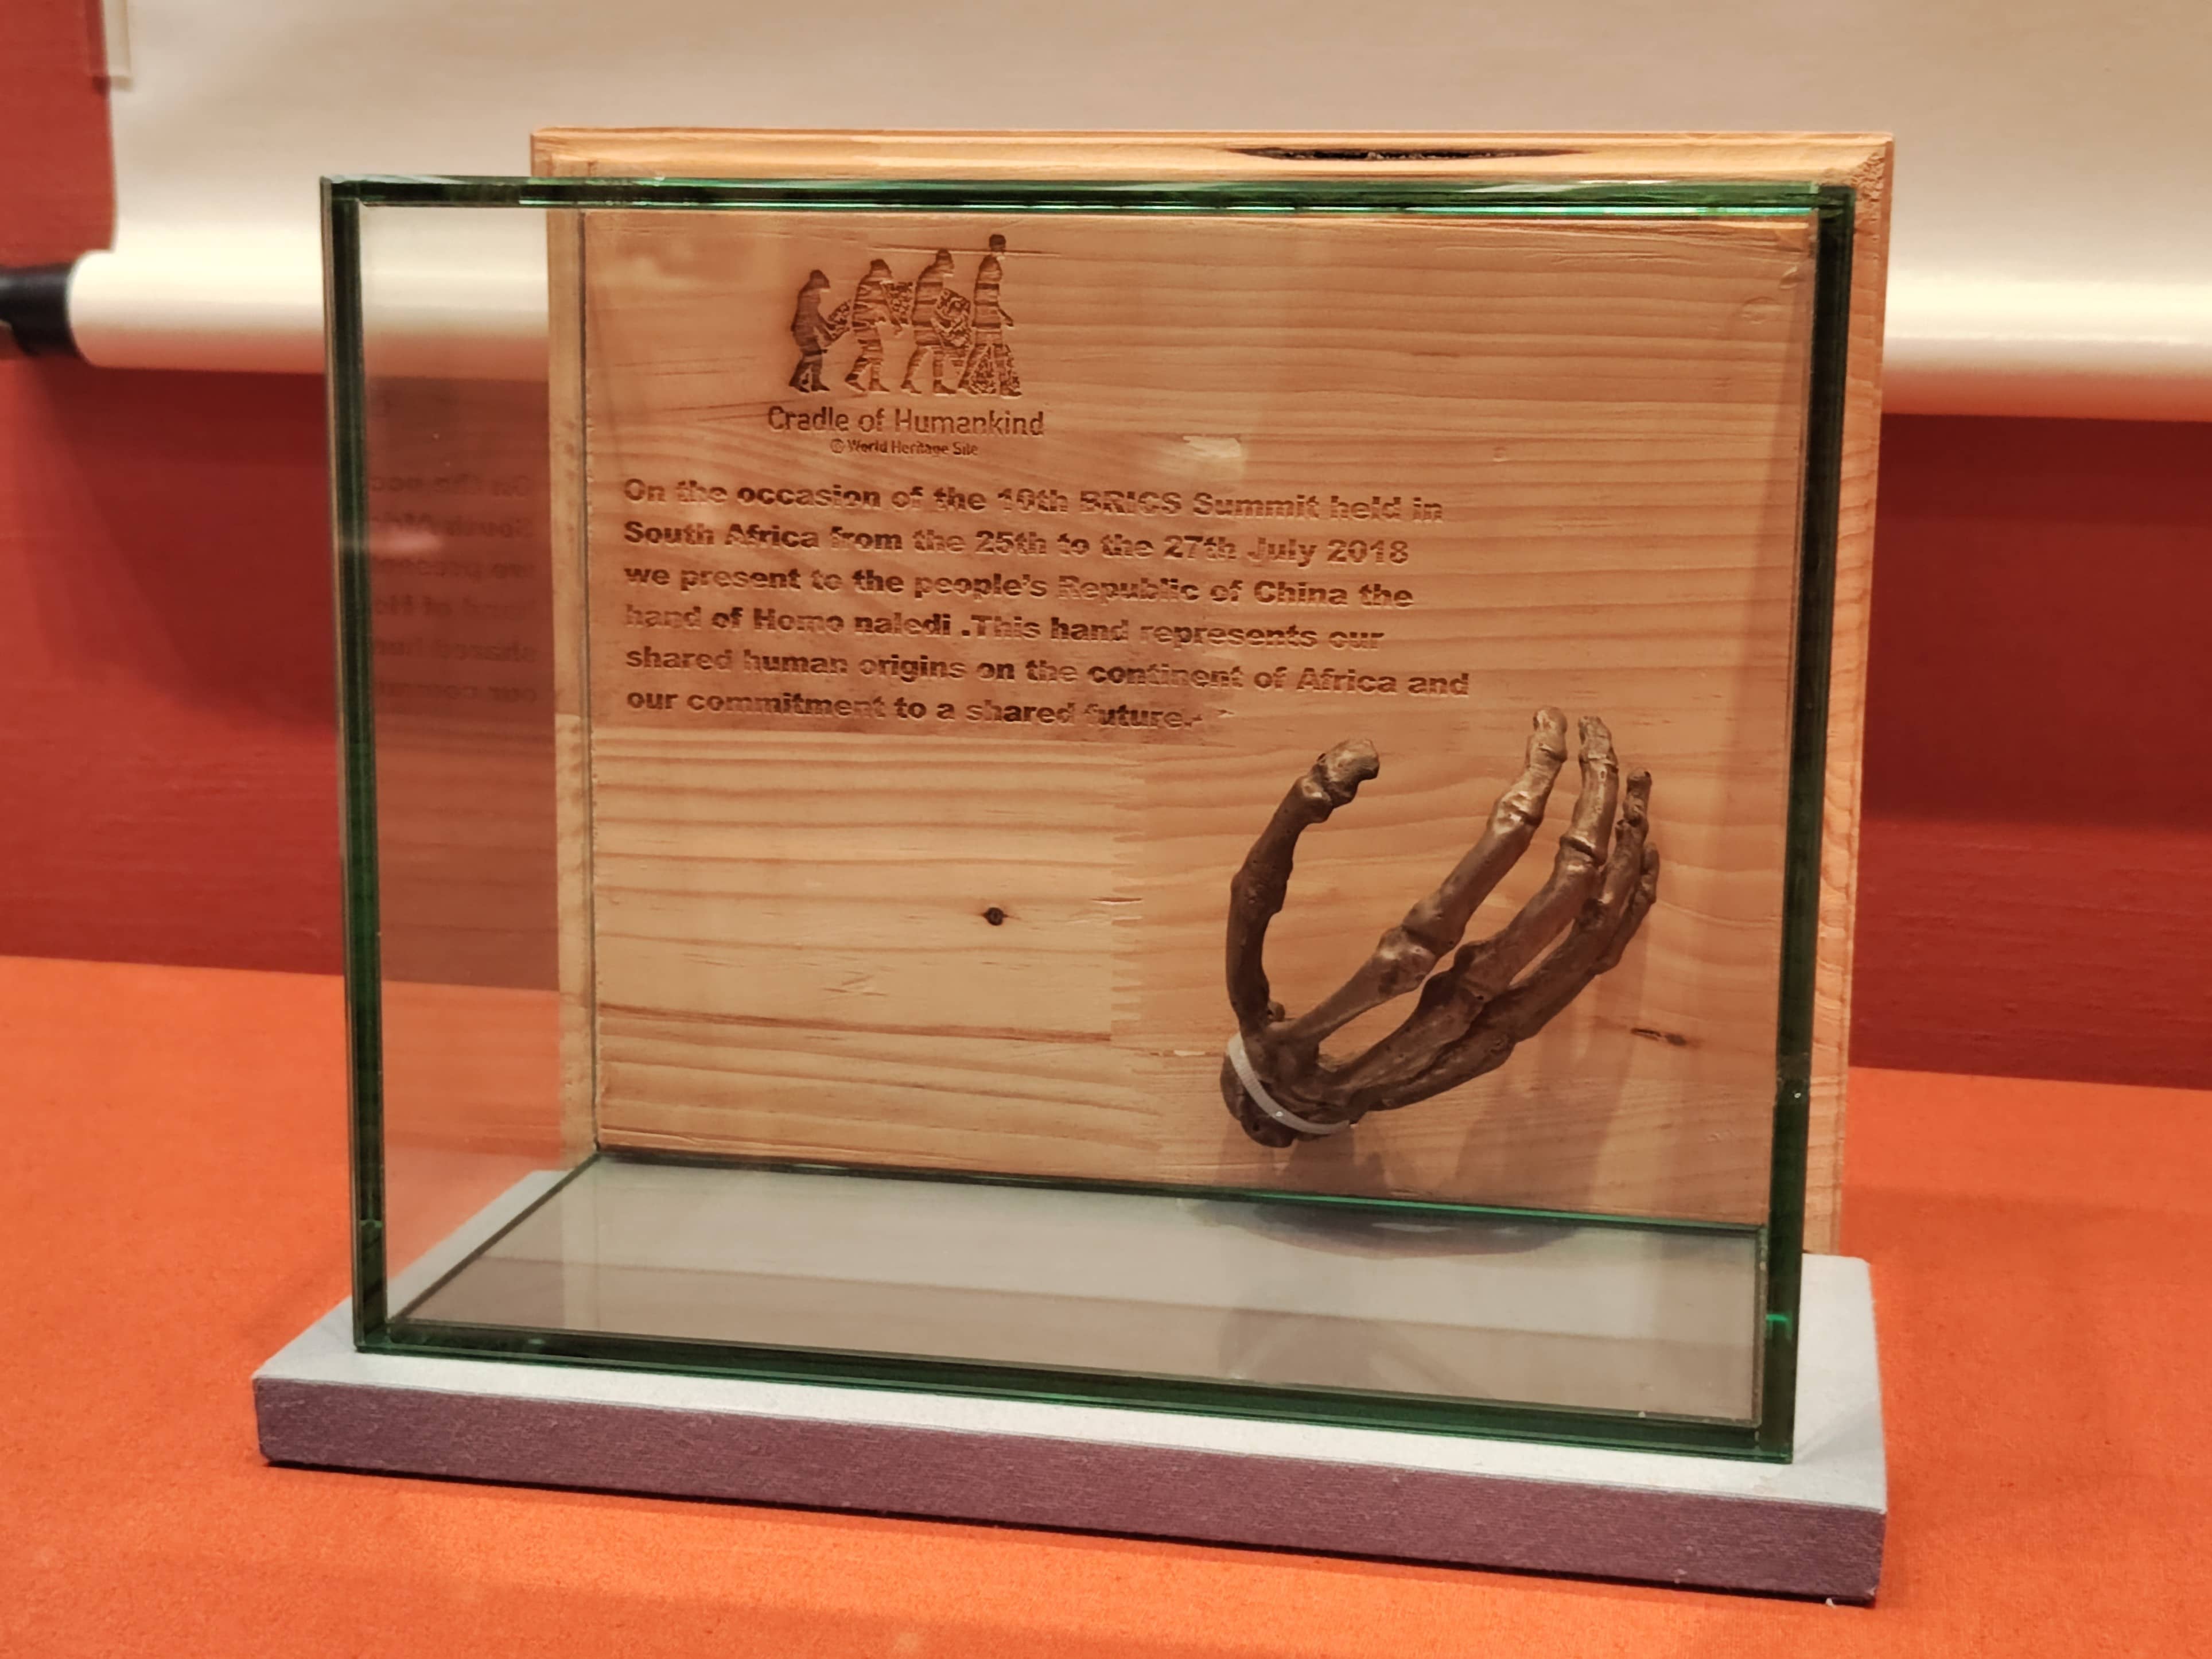 Cradle of Humankind
© World Heritage Site
On the occasion of the 10th BRICS Summit held in
South Africa from the 25th to the 27th July 2018
we present to the people's Republic of China the
hand of Homo naledi .This hand represents our
shared human origins on the continent of Africa and
our commitment to a shared future.